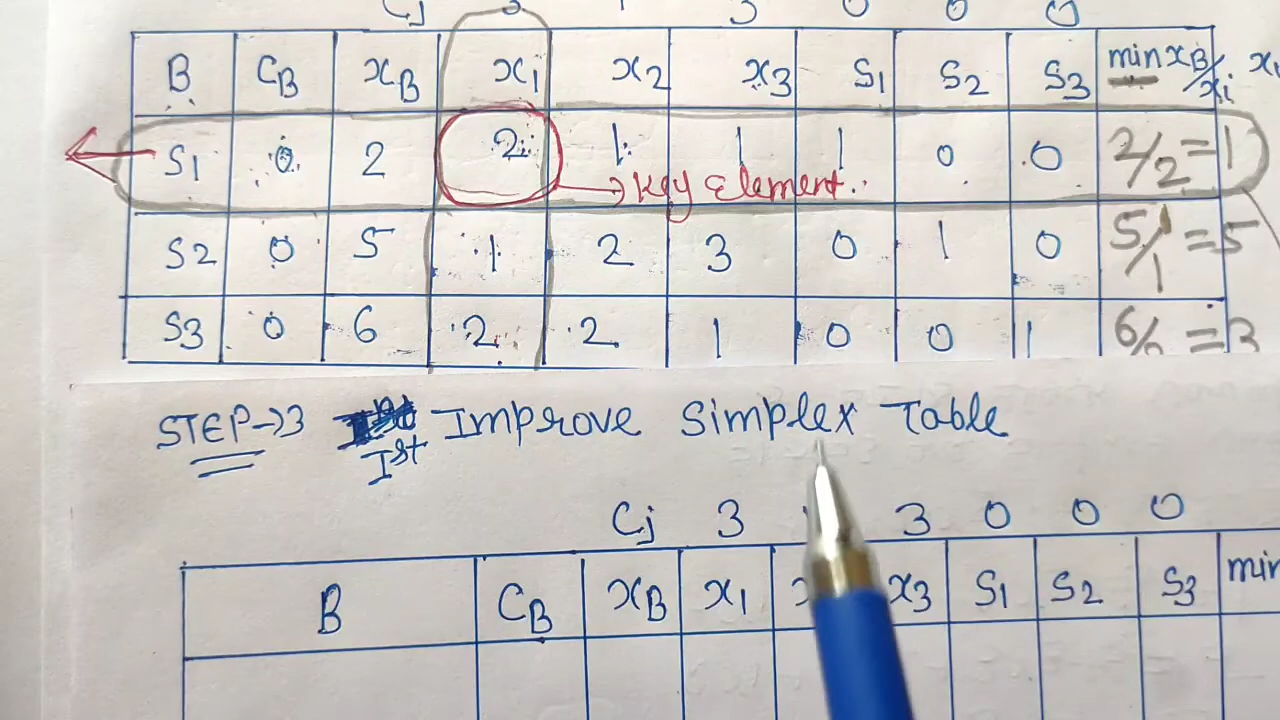 Cj 3 1 3 0 0 0
B CB xB x1 x2 x3 S1 S2 S3 min xB/xi
S1 0 2 2 1 1 1 0 0 2/2=1
→ Key Element.
S2 0 5 1 2 3 0 1 0 5/1=5
S3 0 6 2 2 1 0 0 1 6/2=3
STEP→3 Ist Improve Simplex Table
Cj 3 3 0 0 0
B CB xB x1 x3 S1 S2 S3 min